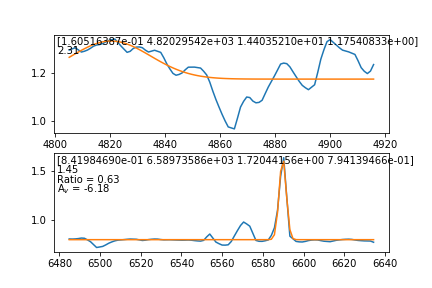 [1.60516387e-01 4.82029542e+03 1.44035210e+01 1.17540833e+00]
2.31
1.2
1.0
4800 4820 4840 4860 4880 4900 4920
[8.41984690e-01 6.58973586e+03 1.72044156e+00 7.94139466e-01]
1.45
Ratio = 0.63
Aᵥ = -6.18
1.5
1.0
6480 6500 6520 6540 6560 6580 6600 6620 6640